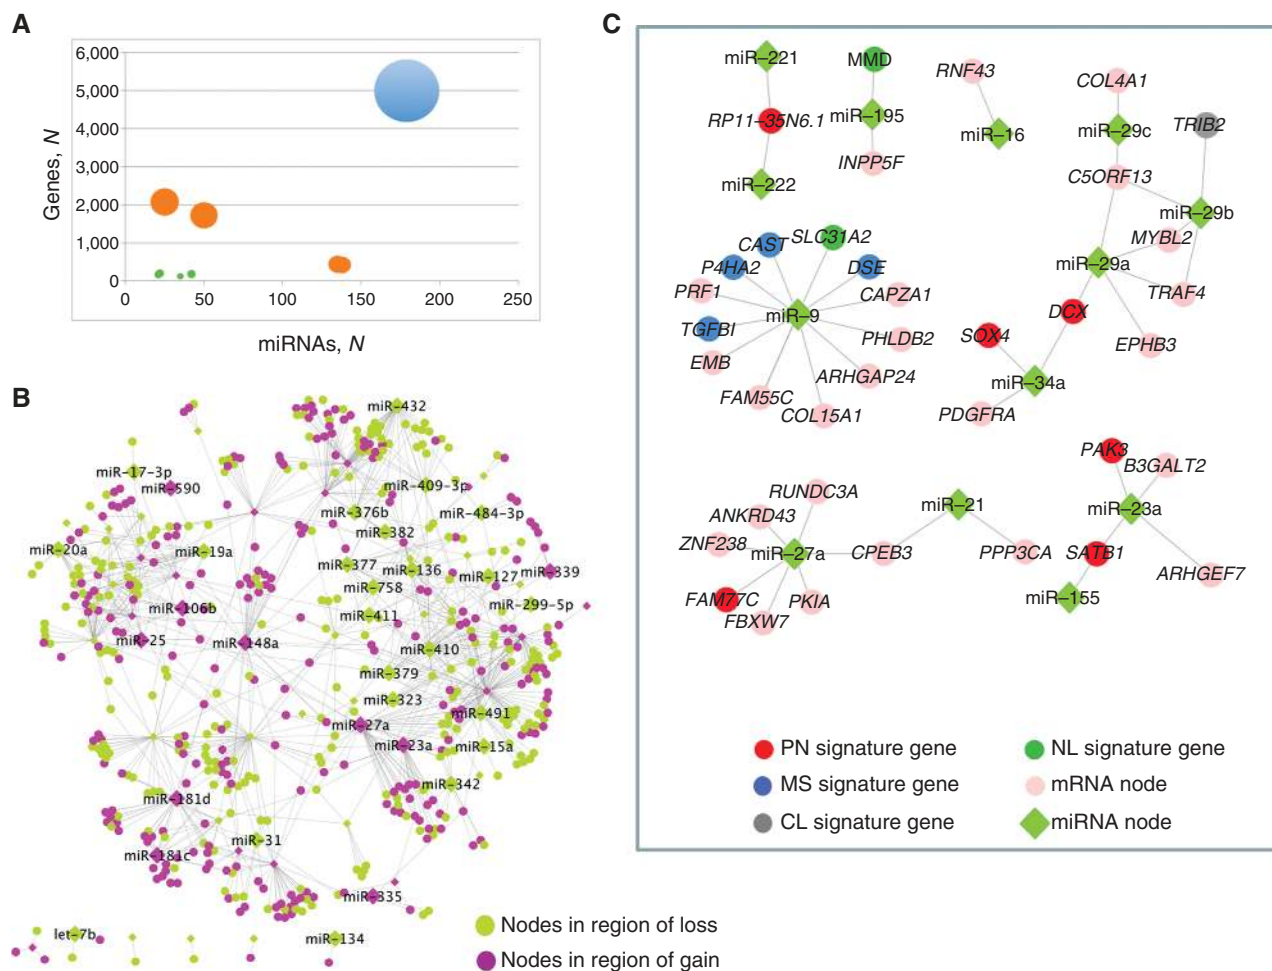 A
6,000
5,000
4,000
3,000
2,000
1,000
0
Genes, N
0 50 100 150 200 250
miRNAs, N
B
miR-432
miR-17-3p
miR-590
miR-409-3p
miR-376b
miR-484-3p
miR-382
miR-20a
miR-19a
miR-377
miR-136
miR-127
miR-339
miR-758
miR-299-5p
miR-106b
miR-411
miR-25
miR-148a
miR-410
miR-379
miR-323
miR-27a
miR-491
miR-23a
miR-15a
miR-342
miR-181d
miR-31
miR-181c
miR-335
let-7b
miR-134
Nodes in region of loss
Nodes in region of gain
C
miR–221
MMD
RNF43
COL4A1
RP11–35N6.1
miR–195
miR–16
miR–29c
TRIB2
INPP5F
miR–222
C5ORF13
miR–29b
CAST
SLC31A2
MYBL2
P4HA2
DSE
miR–29a
PRF1
CAPZA1
TRAF4
miR–9
DCX
TGFBI
PHLDB2
SOX4
EPHB3
EMB
ARHGAP24
miR–34a
FAM55C
COL15A1
PDGFRA
PAK3
B3GALT2
RUNDC3A
miR–21
miR–23a
ANKRD43
ZNF238
miR–27a
CPEB3
PPP3CA
SATB1
ARHGEF7
FAM77C
PKIA
miR–155
FBXW7
PN signature gene
NL signature gene
MS signature gene
mRNA node
CL signature gene
miRNA node